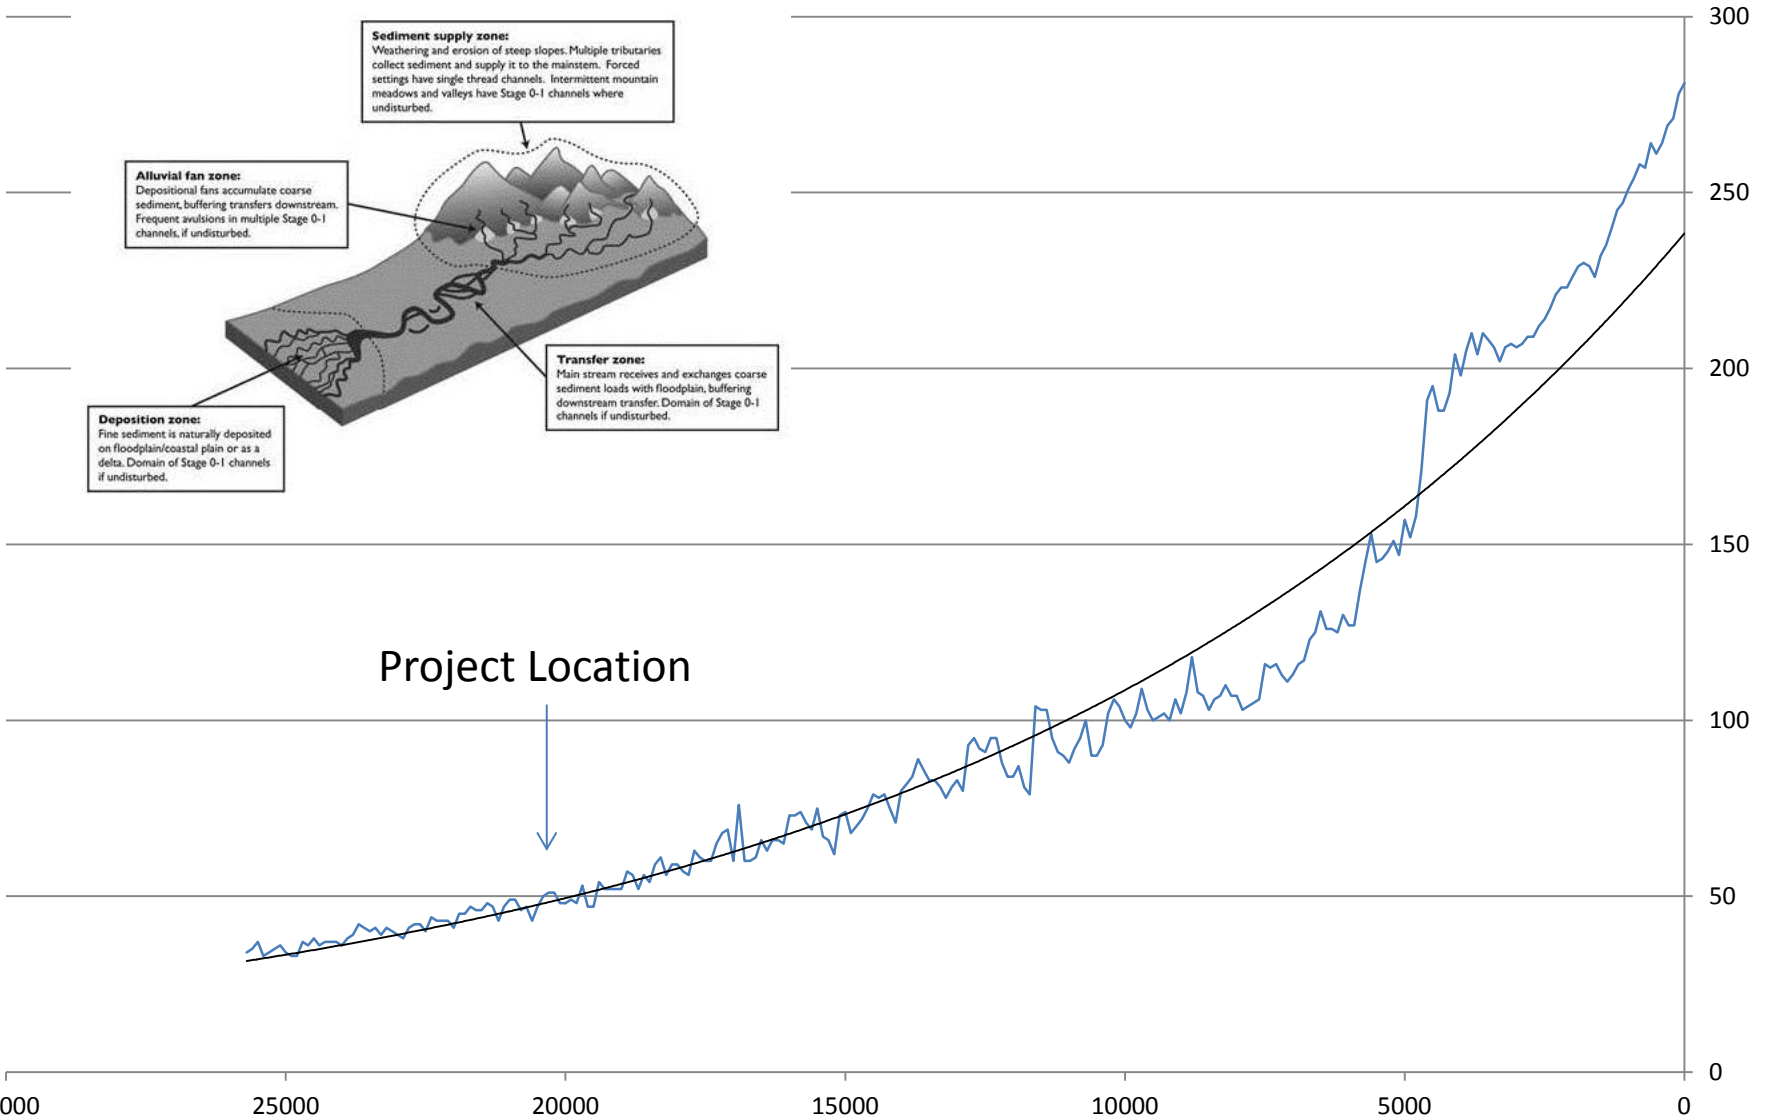 Sediment supply zone:
Weathering and erosion of steep slopes. Multiple tributaries
collect sediment and supply it to the mainstem. Forced
settings have single thread channels. Intermittent mountain
meadows and valleys have Stage 0-1 channels where
undisturbed.
Alluvial fan zone:
Depositional fans accumulate coarse
sediment, buffering transfers downstream.
Frequent avulsions in multiple Stage 0-1
channels, if undisturbed.
Transfer zone:
Main stream receives and exchanges coarse
sediment loads with floodplain, buffering
downstream transfer. Domain of Stage 0-1
channels if undisturbed.
Deposition zone:
Fine sediment is naturally deposited
on floodplain/coastal plain or as a
delta. Domain of Stage 0-1 channels
if undisturbed.
Project Location
300
250
200
150
100
50
0
000
25000
20000
15000
10000
5000
0